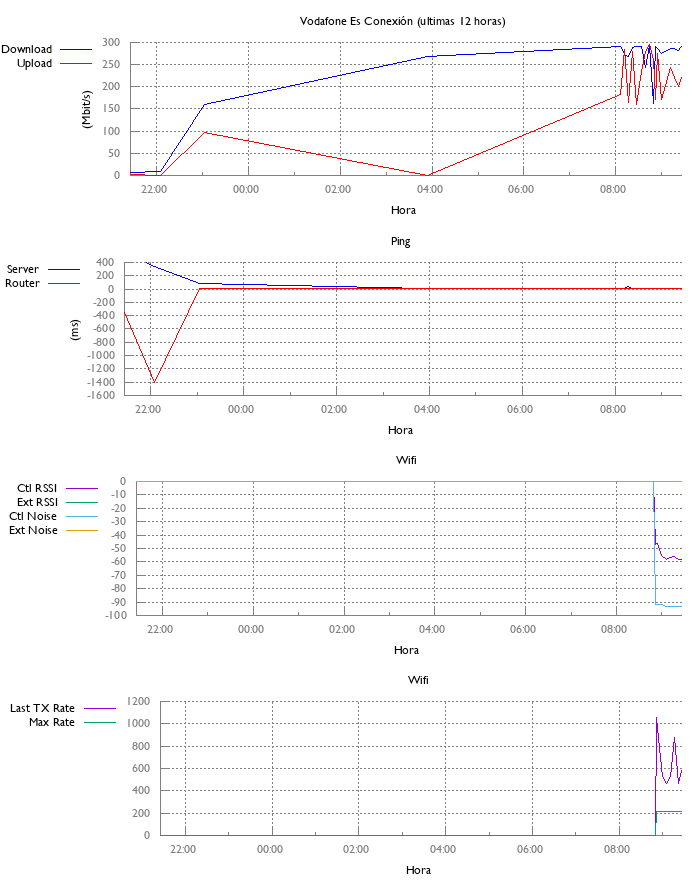 Vodafone Es Conexión (ultimas 12 horas)
Download
Upload
(Mbit/s)
300
250
200
150
100
50
0
22:00 00:00 02:00 04:00 06:00 08:00
Hora
Ping
Server
Router
(ms)
400
200
0
-200
-400
-600
-800
-1000
-1200
-1400
-1600
22:00 00:00 02:00 04:00 06:00 08:00
Hora
Wifi
Ctl RSSI
Ext RSSI
Ctl Noise
Ext Noise
0
-10
-20
-30
-40
-50
-60
-70
-80
-90
-100
22:00 00:00 02:00 04:00 06:00 08:00
Hora
Wifi
Last TX Rate
Max Rate
1200
1000
800
600
400
200
0
22:00 00:00 02:00 04:00 06:00 08:00
Hora